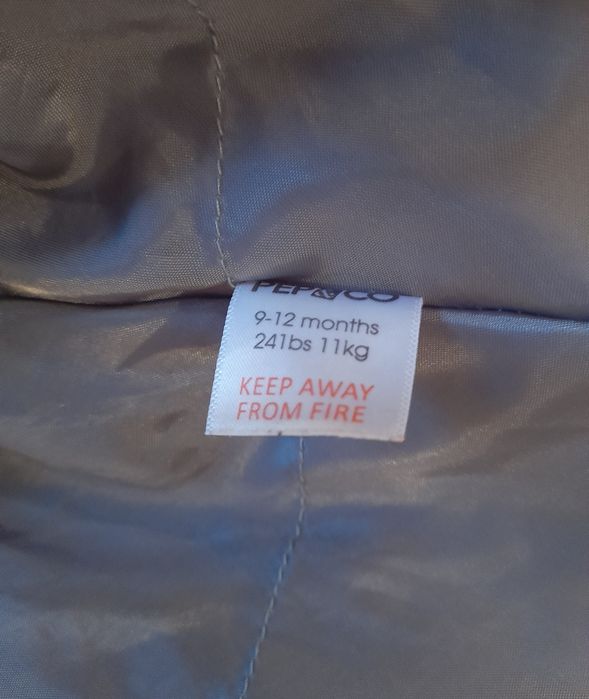 PEP&CO
9-12 months
24lbs 11kg
KEEP AWAY
FROM FIRE